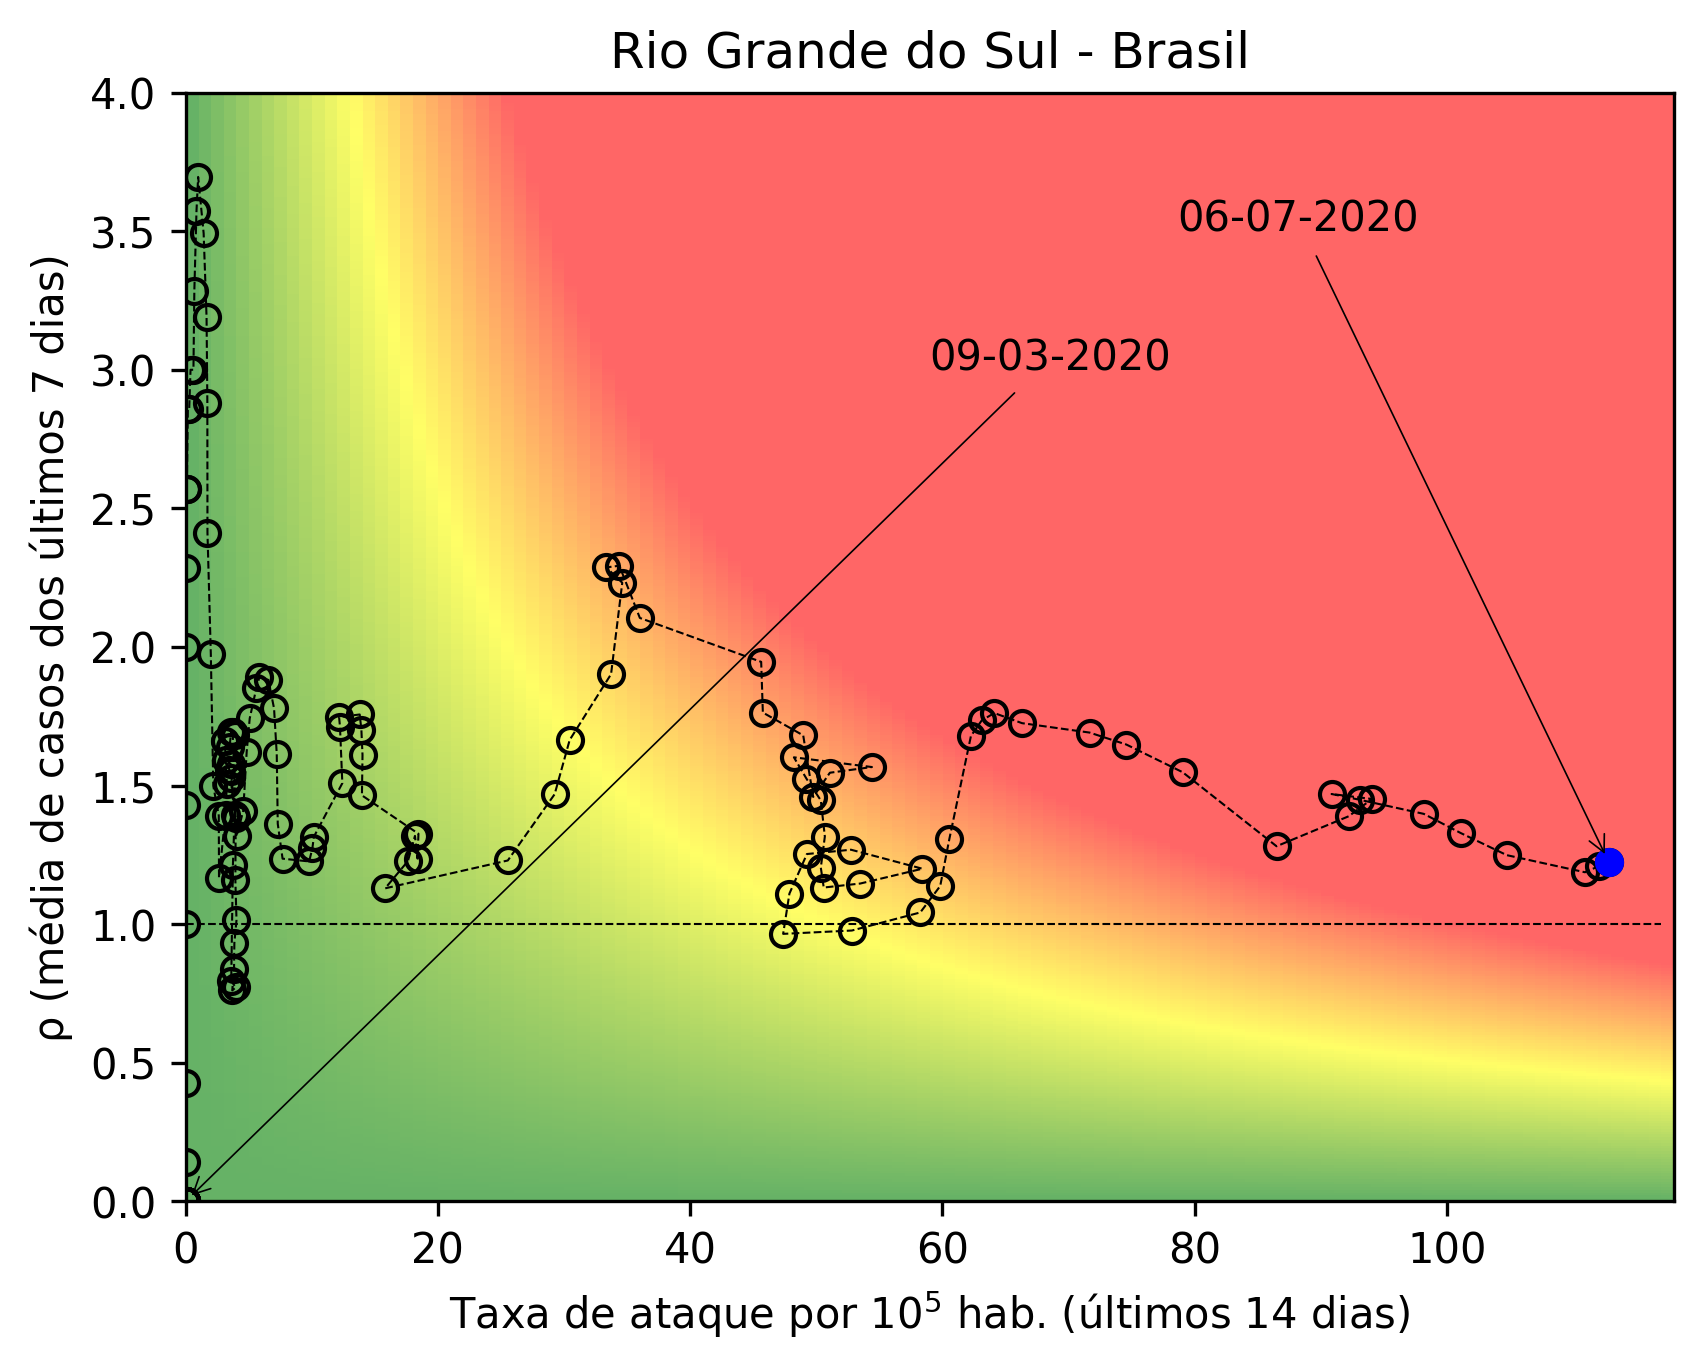 Rio Grande do Sul - Brasil
4.0
3.5
3.0
2.5
2.0
1.5
1.0
0.5
0.0
ρ (média de casos dos últimos 7 dias)
06-07-2020
09-03-2020
0 20 40 60 80 100
Taxa de ataque por 10⁵ hab. (últimos 14 dias)